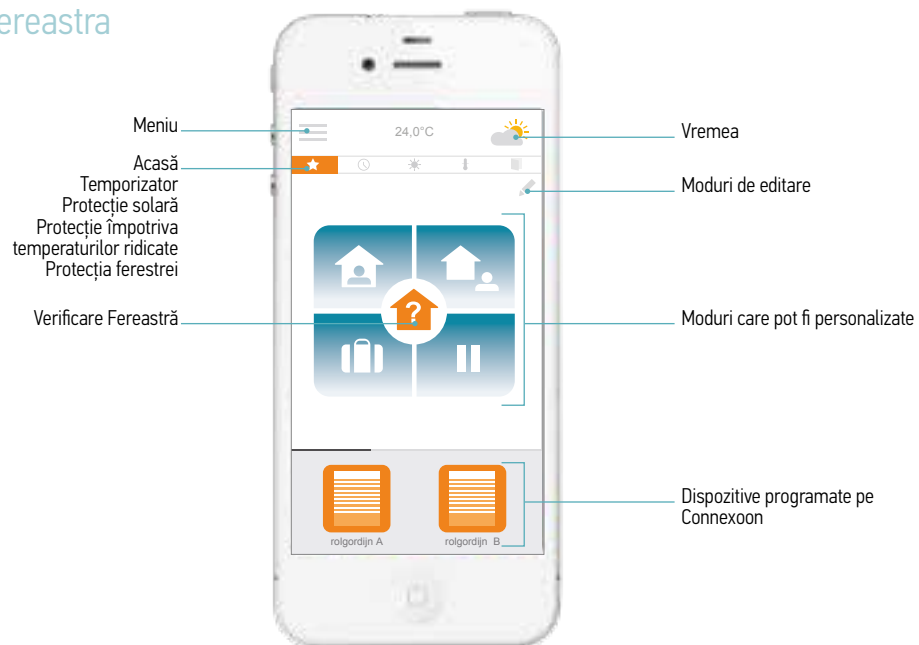 ereastra
Meniu
24,0°C
Vremea
Acasă
Temporizator
Protecție solară
Protecție împotriva
temperaturilor ridicate
Protecția ferestrei
Moduri de editare
Verificare Fereastră
?
Moduri care pot fi personalizate
Dispozitive programate pe
Connexoon
rolgordijn A
rolgordijn B